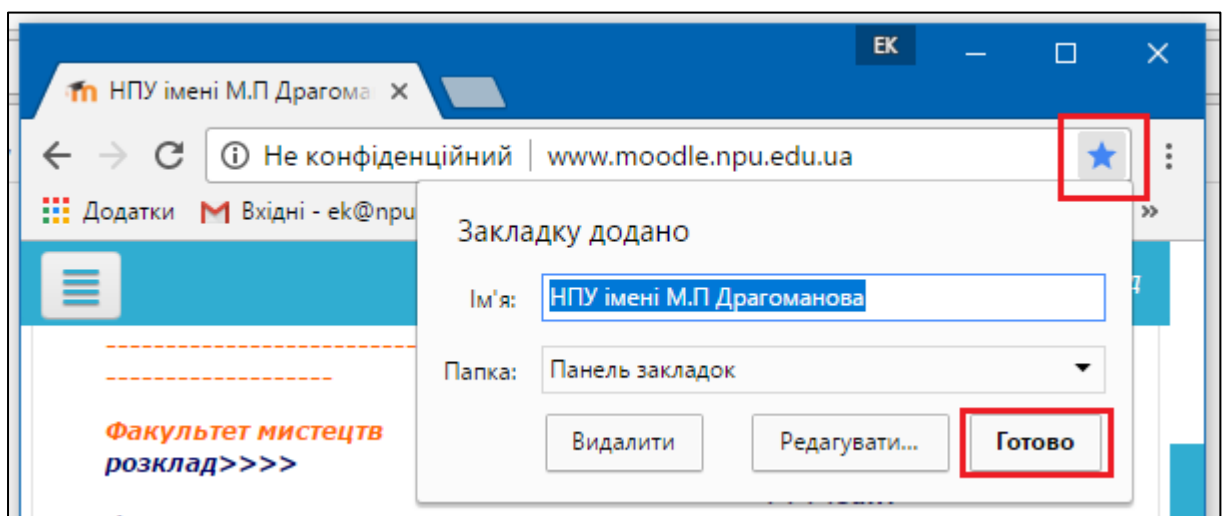 EK
НПУ імені М.П Драгома
Не конфіденційний | www.moodle.npu.edu.ua
Додатки Вхідні - ek@npu »
Закладку додано
Ім'я: НПУ імені М.П Драгоманова
Папка: Панель закладок
Видалити Редагувати... Готово
--------------------------
-------------------
Факультет мистецтв
розклад>>>>